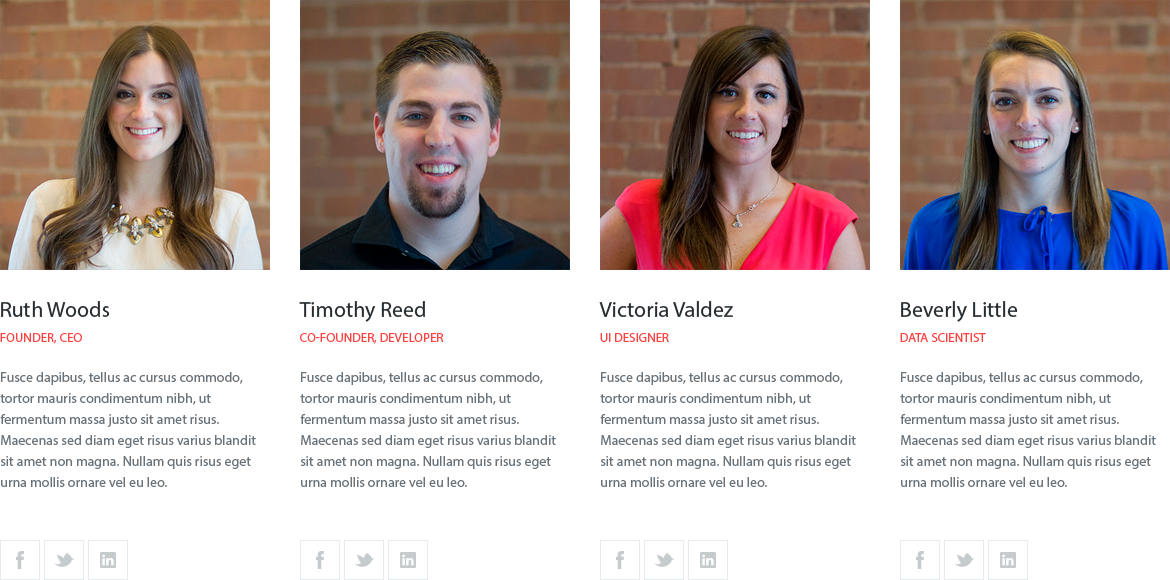 Ruth Woods
FOUNDER, CEO
Fusce dapibus, tellus ac cursus commodo,
tortor mauris condimentum nibh, ut
fermentum massa justo sit amet risus.
Maecenas sed diam eget risus varius blandit
sit amet non magna. Nullam quis risus eget
urna mollis ornare vel eu leo.
Timothy Reed
CO-FOUNDER, DEVELOPER
Fusce dapibus, tellus ac cursus commodo,
tortor mauris condimentum nibh, ut
fermentum massa justo sit amet risus.
Maecenas sed diam eget risus varius blandit
sit amet non magna. Nullam quis risus eget
urna mollis ornare vel eu leo.
Victoria Valdez
UI DESIGNER
Fusce dapibus, tellus ac cursus commodo,
tortor mauris condimentum nibh, ut
fermentum massa justo sit amet risus.
Maecenas sed diam eget risus varius blandit
sit amet non magna. Nullam quis risus eget
urna mollis ornare vel eu leo.
Beverly Little
DATA SCIENTIST
Fusce dapibus, tellus ac cursus commodo,
tortor mauris condimentum nibh, ut
fermentum massa justo sit amet risus.
Maecenas sed diam eget risus varius blandit
sit amet non magna. Nullam quis risus eget
urna mollis ornare vel eu leo.